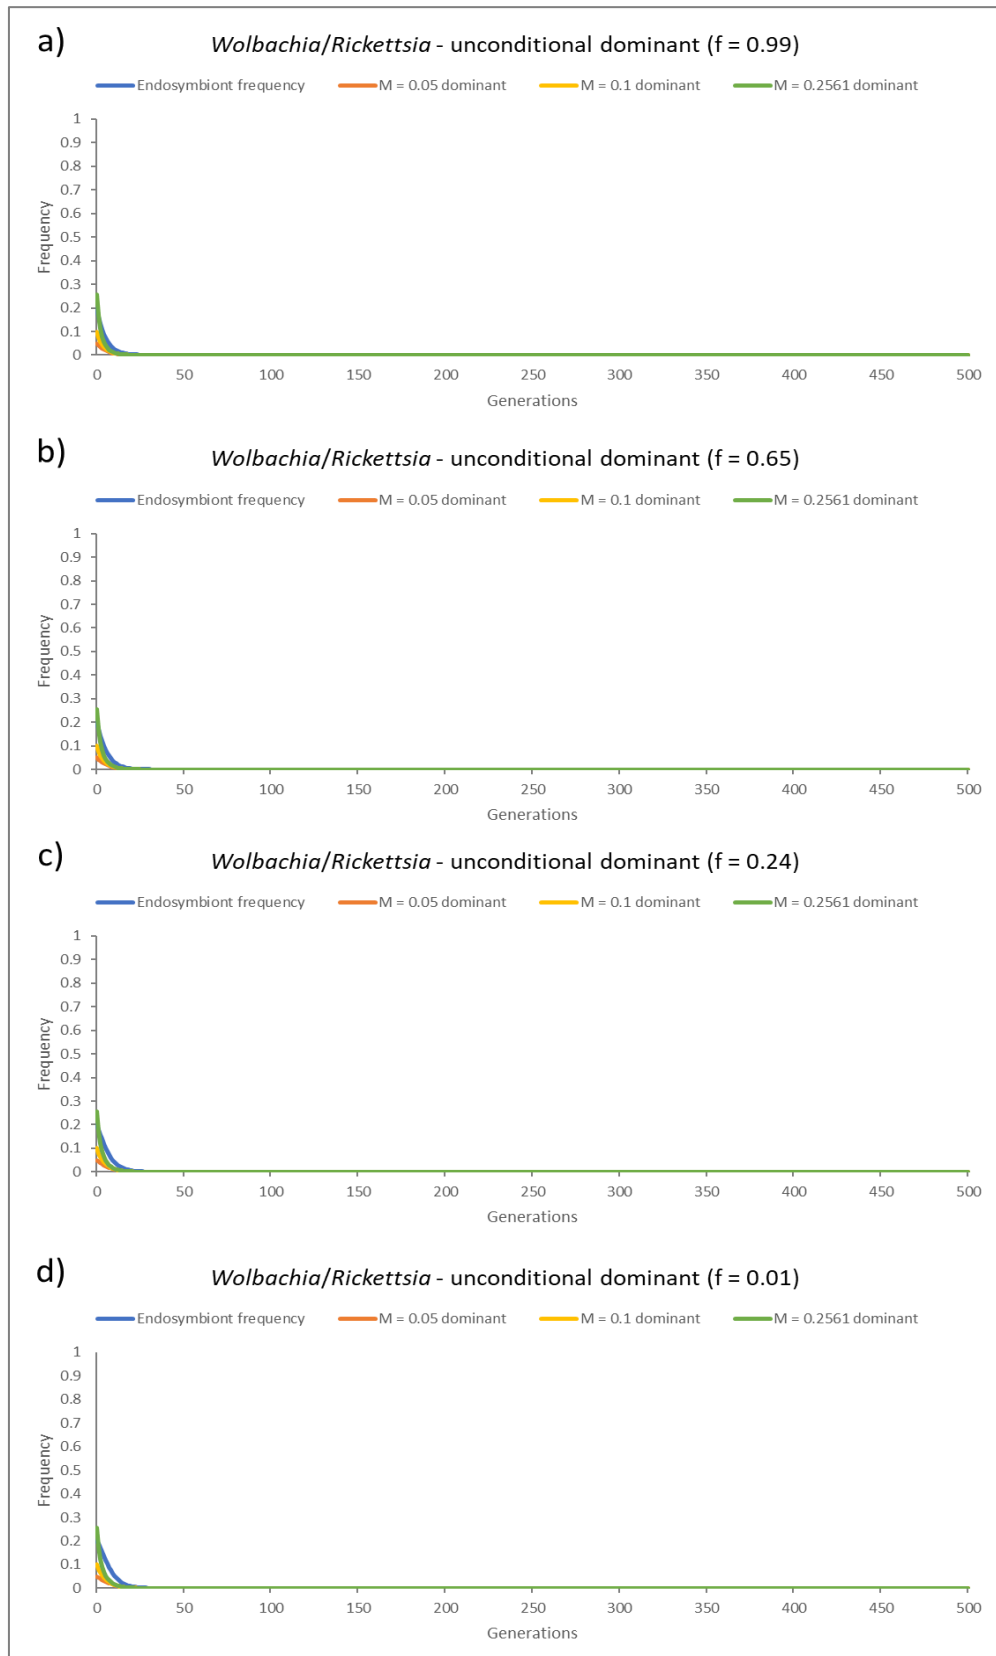 a)
Wolbachia/Rickettsia - unconditional dominant (f = 0.99)
Endosymbiont frequency M = 0.05 dominant M = 0.1 dominant M = 0.2561 dominant
1
0.9
0.8
0.7
0.6
0.5
0.4
0.3
0.2
0.1
0
Frequency
0 50 100 150 200 250 300 350 400 450 500
Generations
b)
Wolbachia/Rickettsia - unconditional dominant (f = 0.65)
Endosymbiont frequency M = 0.05 dominant M = 0.1 dominant M = 0.2561 dominant
1
0.9
0.8
0.7
0.6
0.5
0.4
0.3
0.2
0.1
0
Frequency
0 50 100 150 200 250 300 350 400 450 500
Generations
c)
Wolbachia/Rickettsia - unconditional dominant (f = 0.24)
Endosymbiont frequency M = 0.05 dominant M = 0.1 dominant M = 0.2561 dominant
1
0.9
0.8
0.7
0.6
0.5
0.4
0.3
0.2
0.1
0
Frequency
0 50 100 150 200 250 300 350 400 450 500
Generations
d)
Wolbachia/Rickettsia - unconditional dominant (f = 0.01)
Endosymbiont frequency M = 0.05 dominant M = 0.1 dominant M = 0.2561 dominant
1
0.9
0.8
0.7
0.6
0.5
0.4
0.3
0.2
0.1
0
Frequency
0 50 100 150 200 250 300 350 400 450 500
Generations